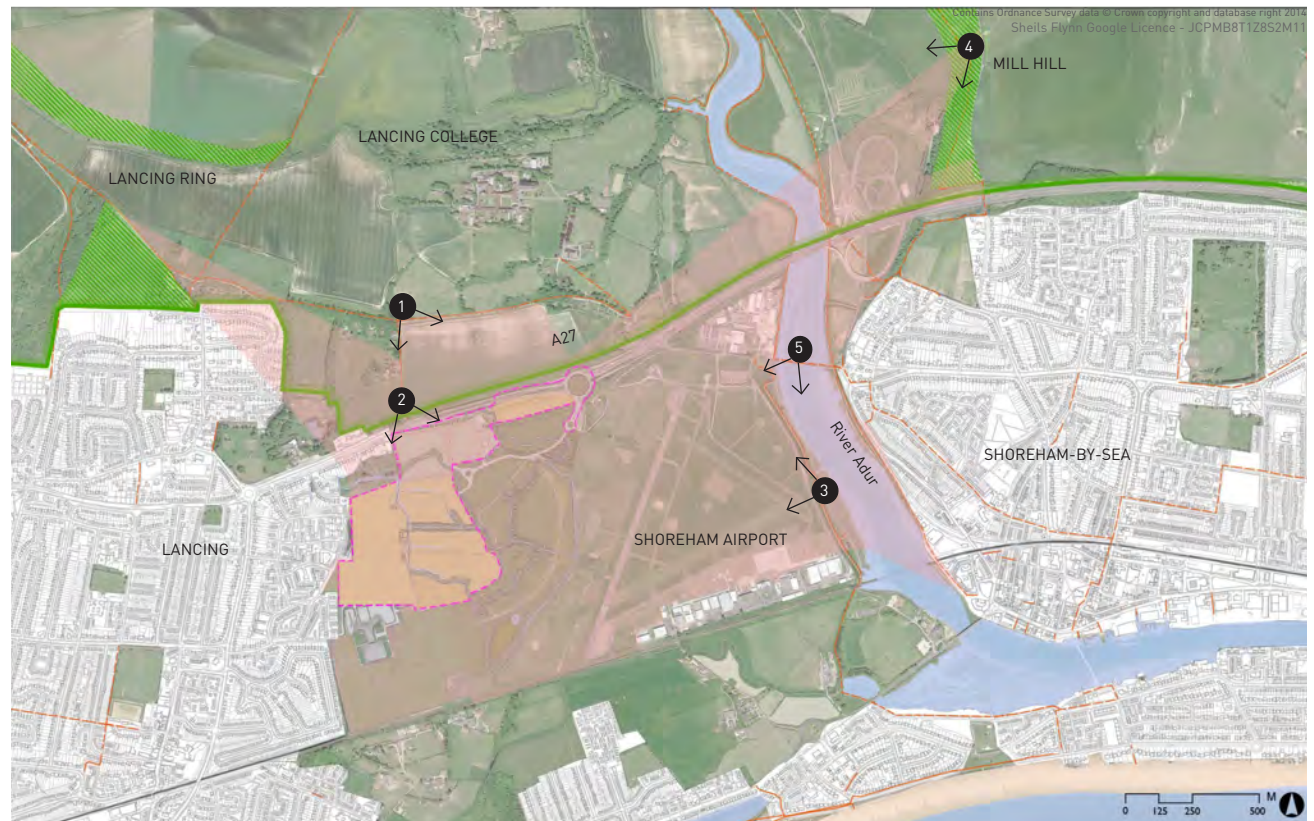 Contains Ordnance Survey data © Crown copyright and database right 2014
Sheils Flynn Google Licence - JCPMB8T1Z8S2M11
4
MILL HILL
LANCING COLLEGE
LANCING RING
1
A27
5
2
River Adur
SHOREHAM-BY-SEA
3
SHOREHAM AIRPORT
LANCING
M
0 125 250 500